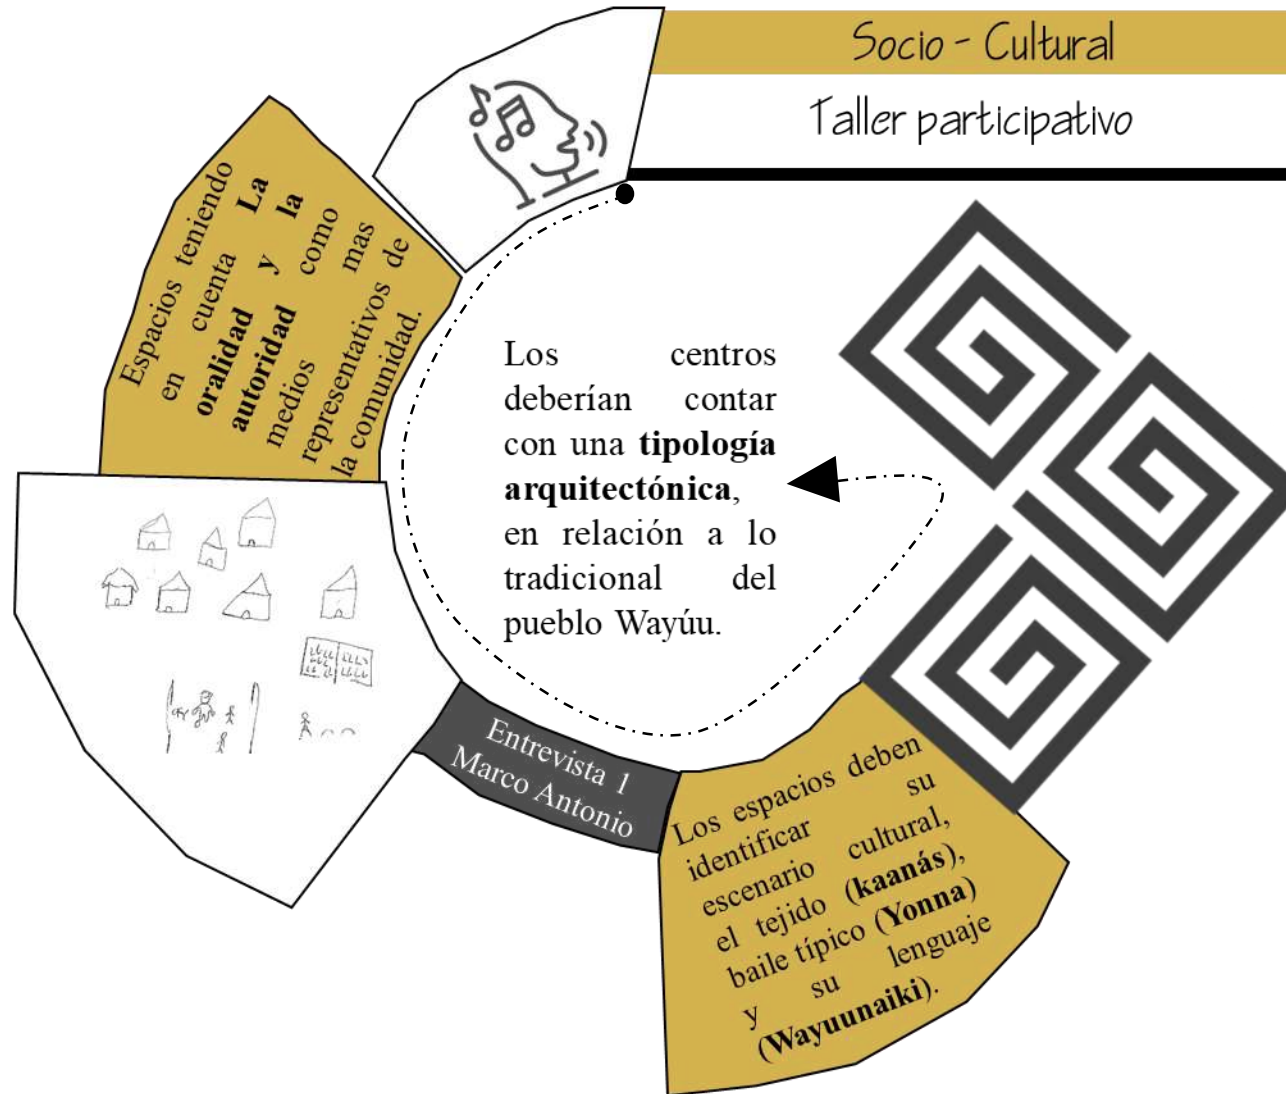 Socio - Cultural
Taller participativo
Espacios teniendo
en cuenta La
oralidad y la
autoridad como
medios mas
representativos de
la comunidad.
Los centros
deberían contar
con una tipología
arquitectónica,
en relación a lo
tradicional del
pueblo Wayúu.
Entrevista 1
Marco Antonio
Los espacios deben
identificar su
escenario cultural,
el tejido (kaanás),
baile típico (Yonna)
y su lenguaje
(Wayuunaiki).